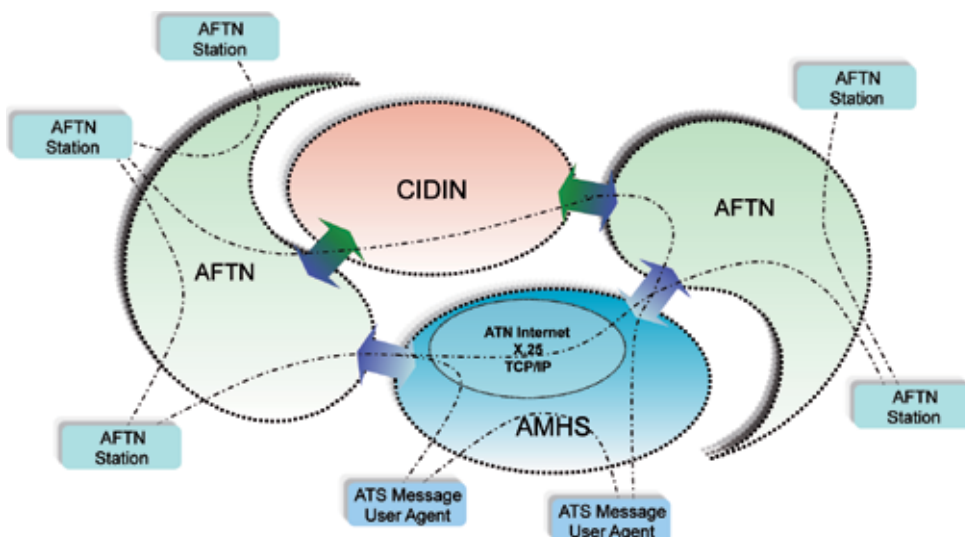 AFTN
Station
AFTN
Station
AFTN
Station
CIDIN
AFTN
AFTN
ATN Internet
X.25
TCP/IP
AMHS
AFTN
Station
AFTN
Station
ATS Message
User Agent
ATS Message
User Agent